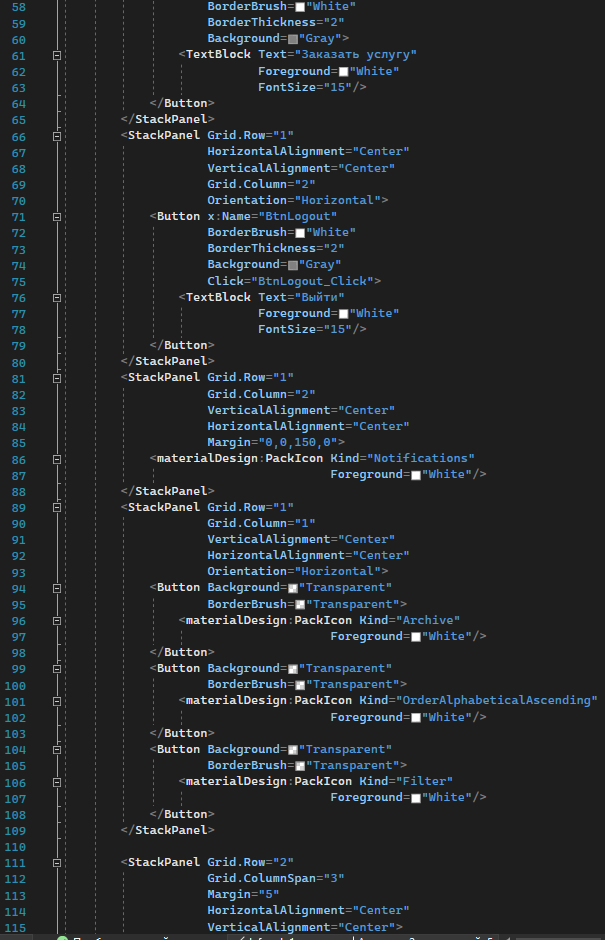 58 BorderBrush="White"
59 BorderThickness="2"
60 Background="Gray">
61 <TextBlock Text="Заказать услугу"
62 Foreground="White"
63 FontSize="15"/>
64 </Button>
65 </StackPanel>
66 <StackPanel Grid.Row="1"
67 HorizontalAlignment="Center"
68 VerticalAlignment="Center"
69 Grid.Column="2"
70 Orientation="Horizontal">
71 <Button x:Name="BtnLogout"
72 BorderBrush="White"
73 BorderThickness="2"
74 Background="Gray"
75 Click="BtnLogout_Click">
76 <TextBlock Text="Выйти"
77 Foreground="White"
78 FontSize="15"/>
79 </Button>
80 </StackPanel>
81 <StackPanel Grid.Row="1"
82 Grid.Column="2"
83 VerticalAlignment="Center"
84 HorizontalAlignment="Center"
85 Margin="0,0,150,0">
86 <materialDesign:PackIcon Kind="Notifications"
87 Foreground="White"/>
88 </StackPanel>
89 <StackPanel Grid.Row="1"
90 Grid.Column="1"
91 VerticalAlignment="Center"
92 HorizontalAlignment="Center"
93 Orientation="Horizontal">
94 <Button Background="Transparent"
95 BorderBrush="Transparent">
96 <materialDesign:PackIcon Kind="Archive"
97 Foreground="White"/>
98 </Button>
99 <Button Background="Transparent"
100 BorderBrush="Transparent">
101 <materialDesign:PackIcon Kind="OrderAlphabeticalAscending"
102 Foreground="White"/>
103 </Button>
104 <Button Background="Transparent"
105 BorderBrush="Transparent">
106 <materialDesign:PackIcon Kind="Filter"
107 Foreground="White"/>
108 </Button>
109 </StackPanel>
110
111 <StackPanel Grid.Row="2"
112 Grid.ColumnSpan="3"
113 Margin="5"
114 HorizontalAlignment="Center"
115 VerticalAlignment="Center">